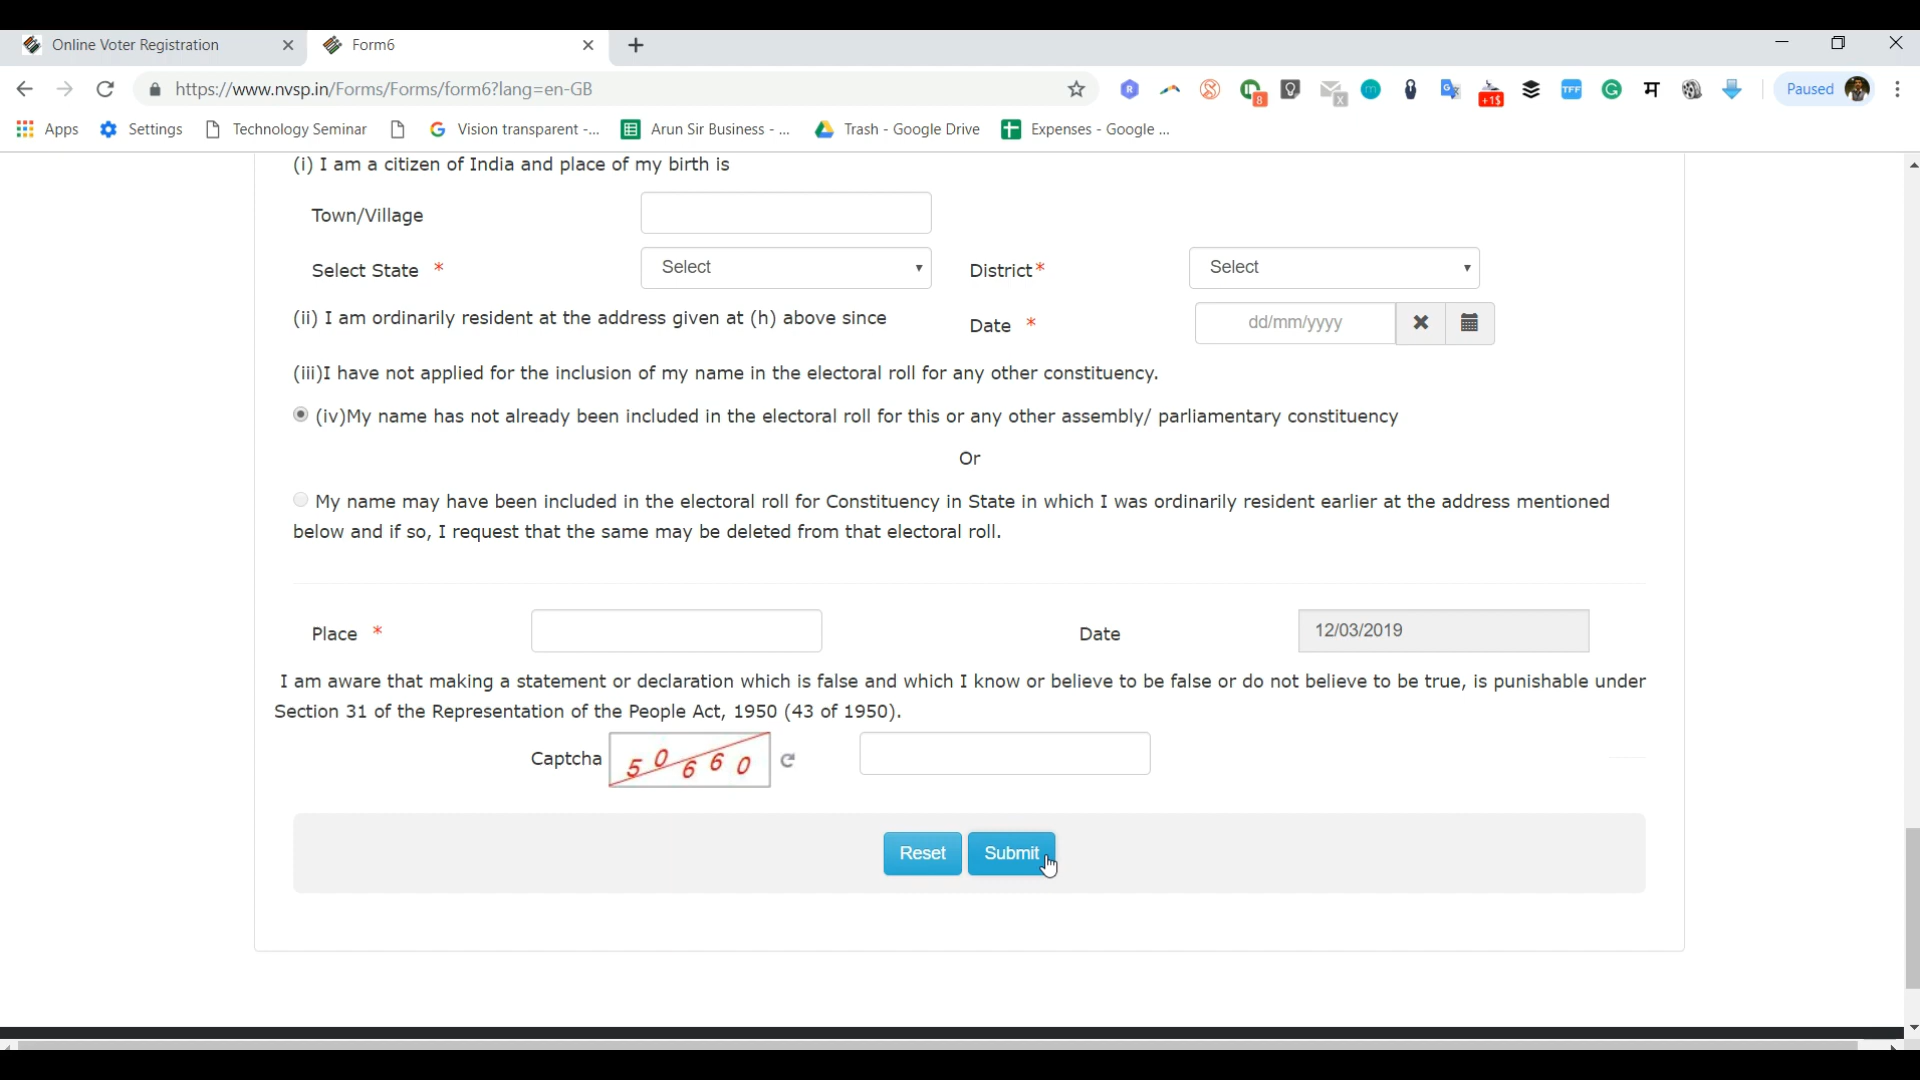 Online Voter Registration
Form6
https://www.nvsp.in/Forms/Forms/form6?lang=en-GB
8
X
+1$
TFF
म
Paused
Apps Settings Technology Seminar Vision transparent -... Arun Sir Business - ... Trash - Google Drive Expenses - Google ...
(i) I am a citizen of India and place of my birth is
Town/Village
Select State * Select District* Select
(ii) I am ordinarily resident at the address given at (h) above since Date * dd/mm/yyyy
(iii)I have not applied for the inclusion of my name in the electoral roll for any other constituency.
(iv)My name has not already been included in the electoral roll for this or any other assembly/ parliamentary constituency
Or
My name may have been included in the electoral roll for Constituency in State in which I was ordinarily resident earlier at the address mentioned
below and if so, I request that the same may be deleted from that electoral roll.
Place * Date 12/03/2019
I am aware that making a statement or declaration which is false and which I know or believe to be false or do not believe to be true, is punishable under
Section 31 of the Representation of the People Act, 1950 (43 of 1950).
Captcha 50660
Reset Submit